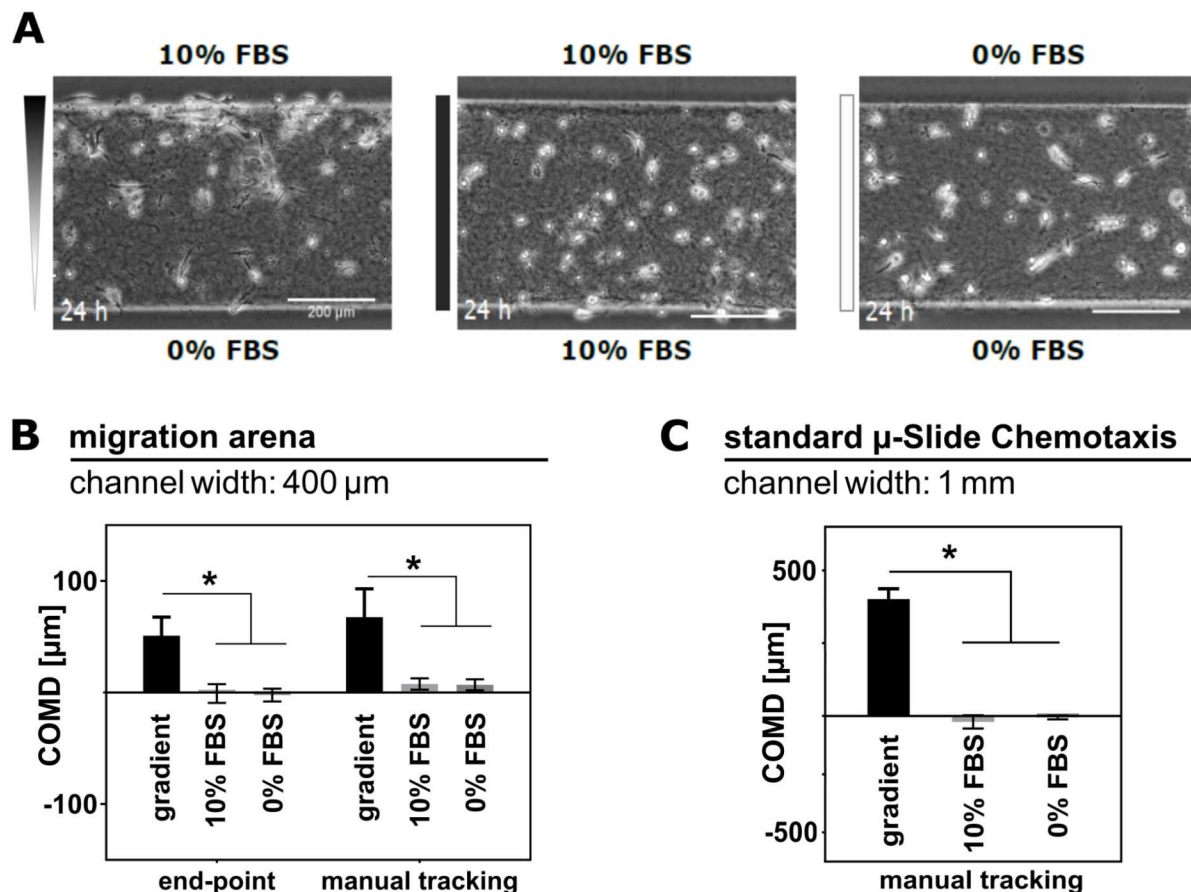 A
10% FBS
10% FBS
0% FBS
24 h
200 µm
24 h
24 h
0% FBS
10% FBS
0% FBS
B migration arena
channel width: 400 µm
COMD [µm]
100
-100
*
*
gradient
10% FBS
0% FBS
gradient
10% FBS
0% FBS
end-point
manual tracking
C standard µ-Slide Chemotaxis
channel width: 1 mm
COMD [µm]
500
-500
*
gradient
10% FBS
0% FBS
manual tracking